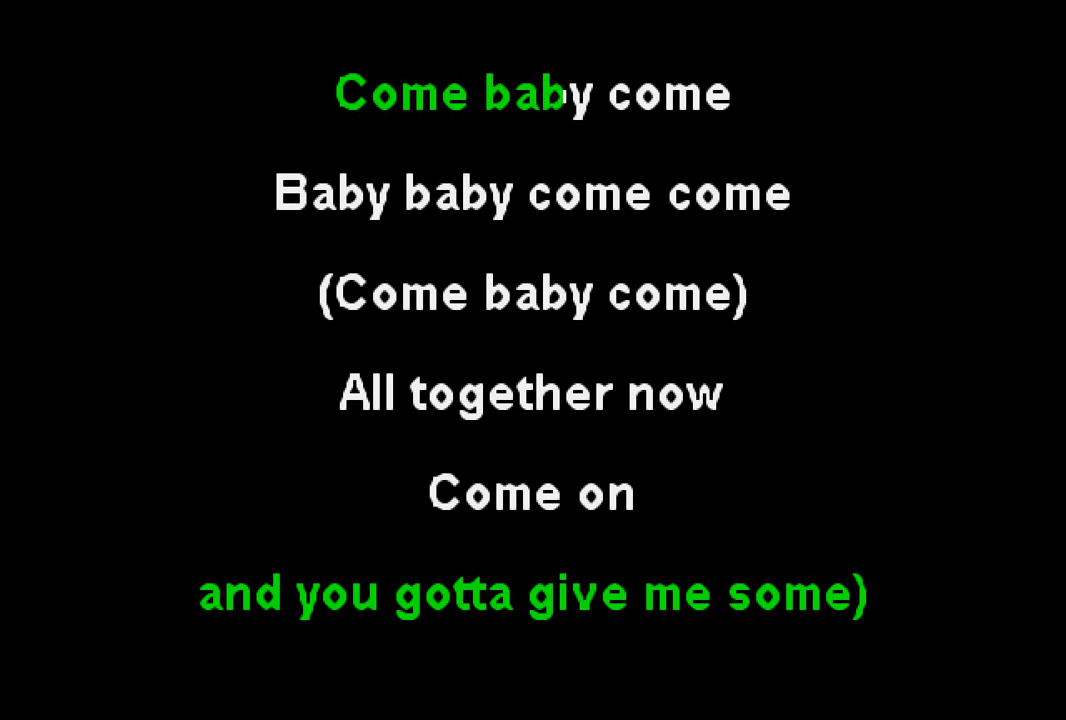 Come baby come
Baby baby come come
(Come baby come)
All together now
Come on
and you gotta give me some)